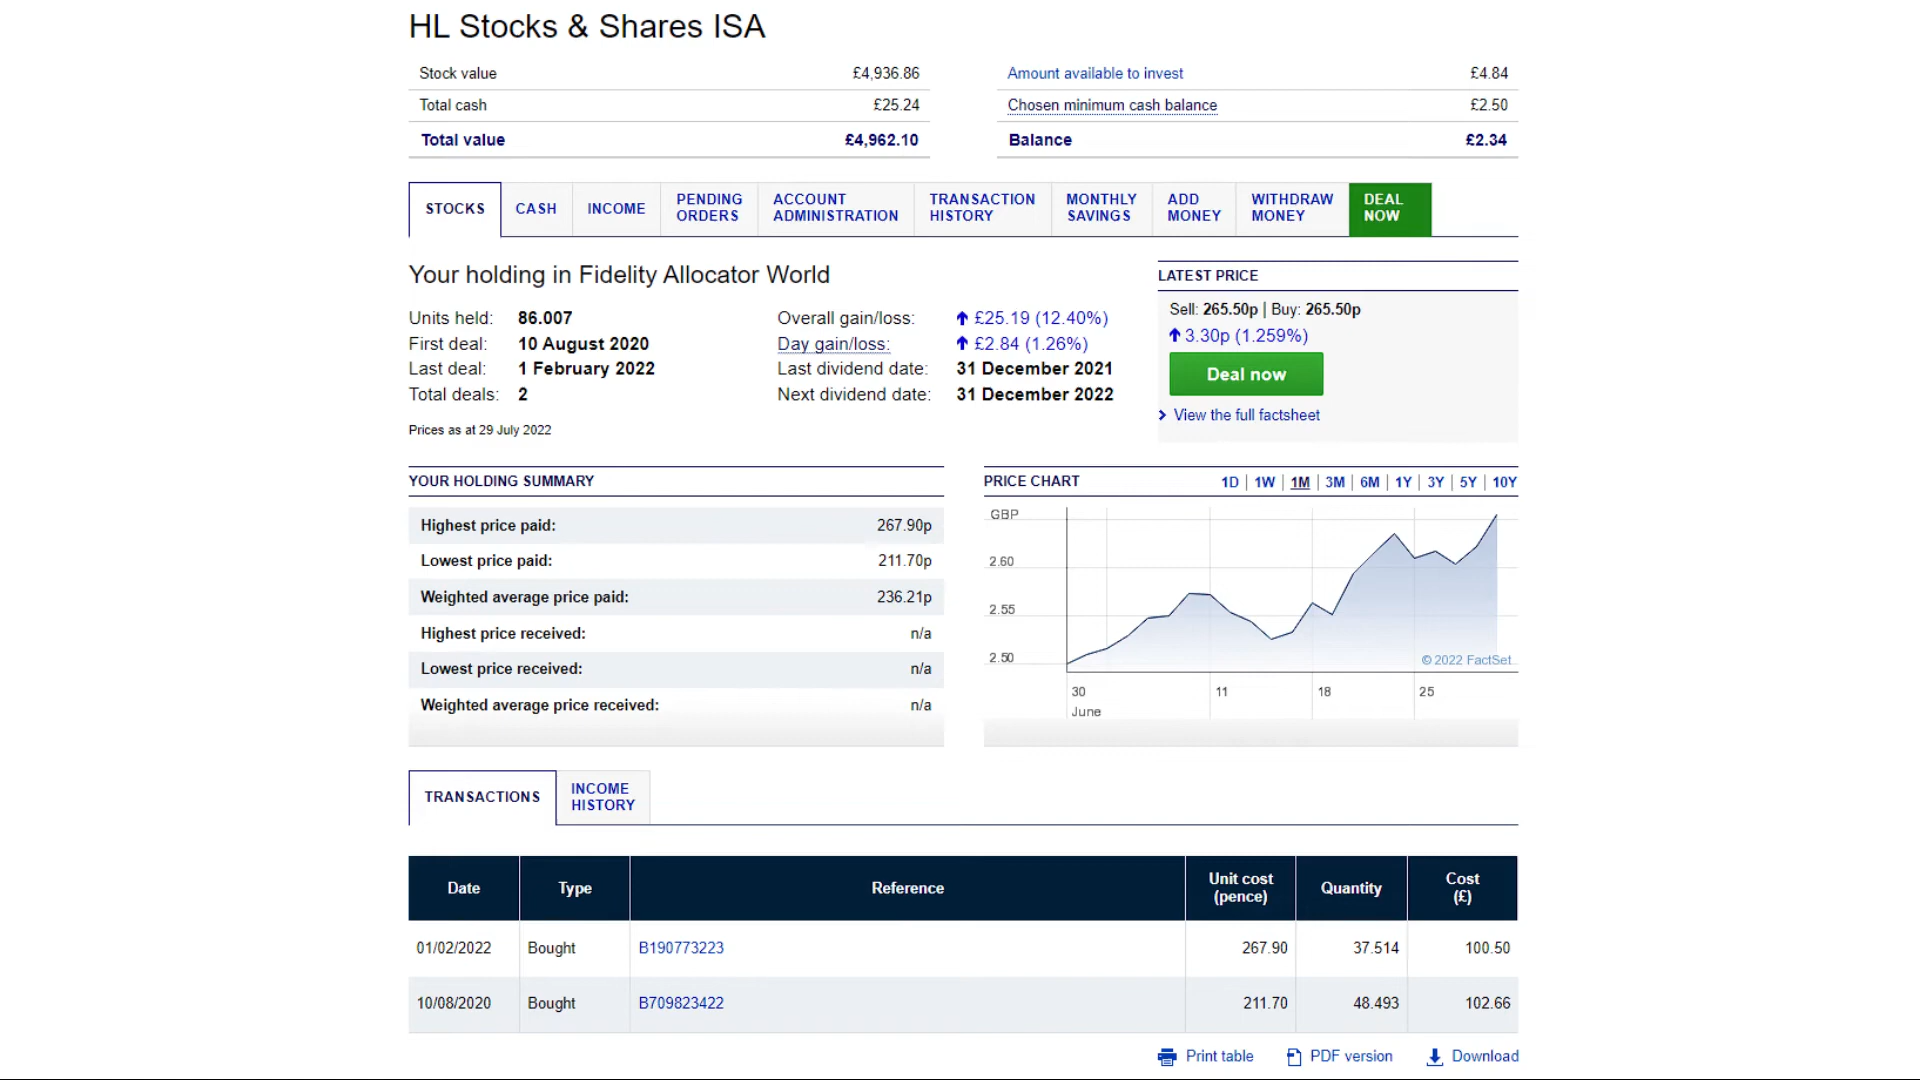 HL Stocks & Shares ISA
Stock value £4,936.86
Total cash £25.24
Total value £4,962.10
Amount available to invest £4.84
Chosen minimum cash balance £2.50
Balance £2.34
STOCKS
CASH
INCOME
PENDING
ORDERS
ACCOUNT
ADMINISTRATION
TRANSACTION
HISTORY
MONTHLY
SAVINGS
ADD
MONEY
WITHDRAW
MONEY
DEAL
NOW
Your holding in Fidelity Allocator World
Units held: 86.007
First deal: 10 August 2020
Last deal: 1 February 2022
Total deals: 2
Overall gain/loss: £25.19 (12.40%)
Day gain/loss: £2.84 (1.26%)
Last dividend date: 31 December 2021
Next dividend date: 31 December 2022
Prices as at 29 July 2022
LATEST PRICE
Sell: 265.50p | Buy: 265.50p
3.30p (1.259%)
Deal now
View the full factsheet
YOUR HOLDING SUMMARY
Highest price paid: 267.90p
Lowest price paid: 211.70p
Weighted average price paid: 236.21p
Highest price received: n/a
Lowest price received: n/a
Weighted average price received: n/a
PRICE CHART 1D | 1W | 1M | 3M | 6M | 1Y | 3Y | 5Y | 10Y
GBP
2.60
2.55
2.50
© 2022 FactSet
30 11 18 25
June
TRANSACTIONS
INCOME
HISTORY
Date Type Reference Unit cost (pence) Quantity Cost (£)
01/02/2022 Bought B190773223 267.90 37.514 100.50
10/08/2020 Bought B709823422 211.70 48.493 102.66
Print table PDF version Download